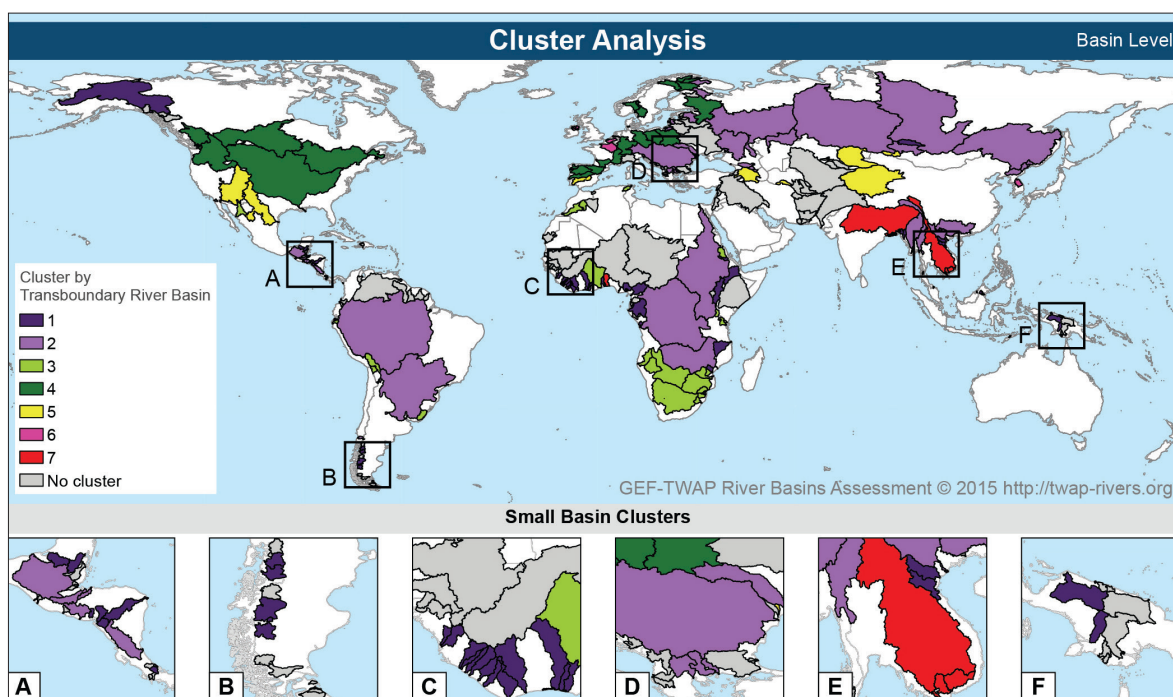 Cluster Analysis
Basin Level
A
B
C
D
E
F
Cluster by
Transboundary River Basin
1
2
3
4
5
6
7
No cluster
GEF-TWAP River Basins Assessment © 2015 http://twap-rivers.org
Small Basin Clusters
A
B
C
D
E
F